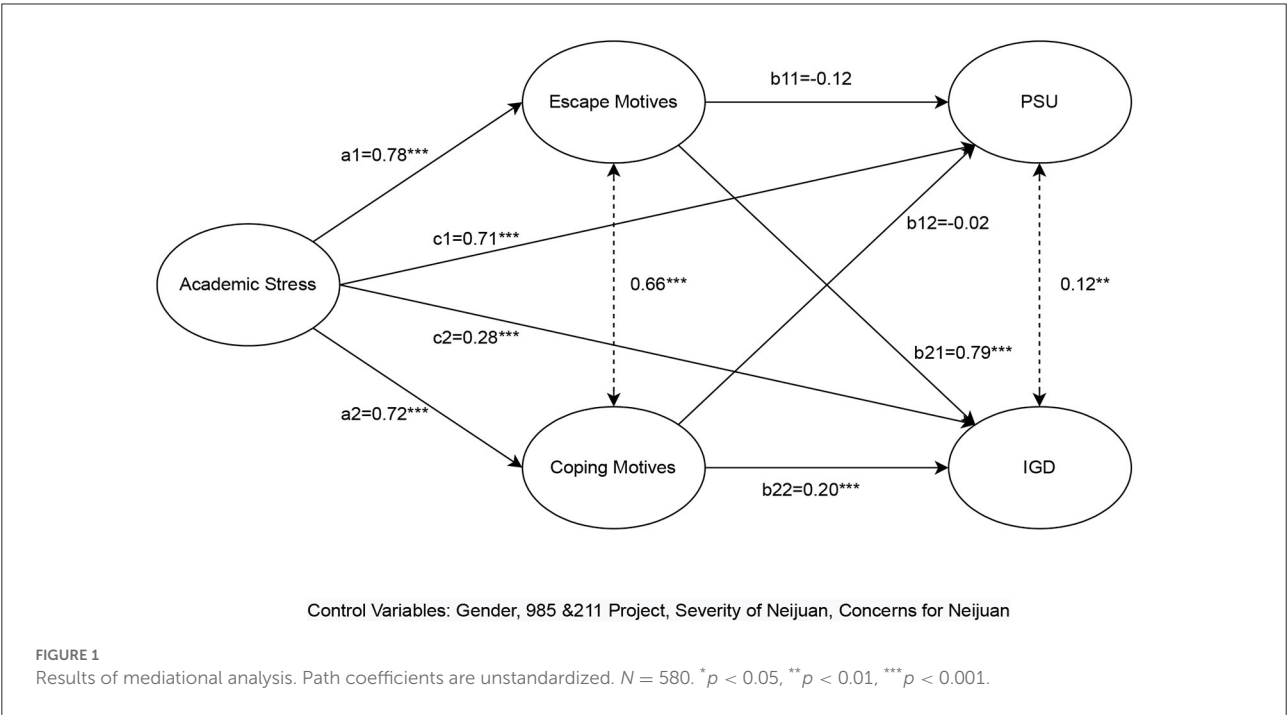 Escape Motives
b11=-0.12
PSU
a1=0.78***
c1=0.71***
b12=-0.02
Academic Stress
0.66***
0.12**
c2=0.28***
b21=0.79***
a2=0.72***
Coping Motives
b22=0.20***
IGD
Control Variables: Gender, 985 &211 Project, Severity of Neijuan, Concerns for Neijuan
FIGURE 1
Results of mediational analysis. Path coefficients are unstandardized. N = 580. *p < 0.05, **p < 0.01, ***p < 0.001.